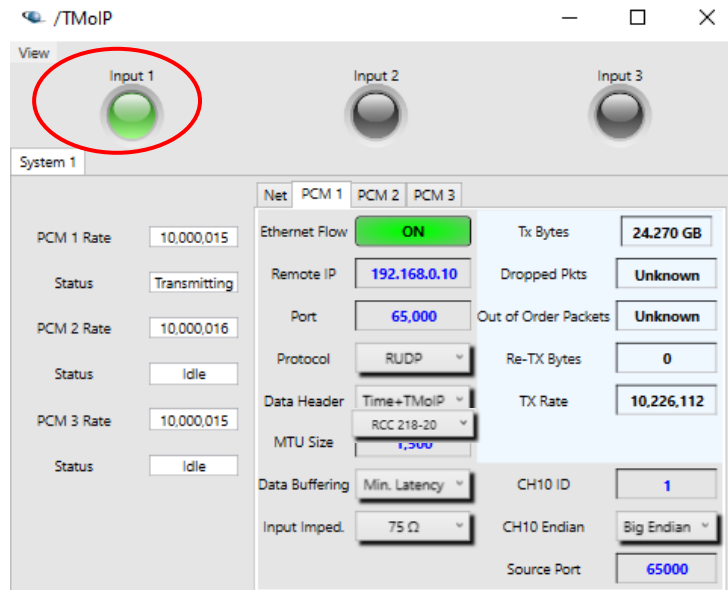 /TMoIP
View
Input 1 Input 2 Input 3
System 1
Net PCM 1 PCM 2 PCM 3
PCM 1 Rate 10,000,015
Status Transmitting
PCM 2 Rate 10,000,016
Status Idle
PCM 3 Rate 10,000,015
Status Idle
Ethernet Flow ON
Remote IP 192.168.0.10
Port 65,000
Protocol RUDP
Data Header Time+TMoIP
RCC 218-20
MTU Size 1,500
Data Buffering Min. Latency
Input Imped. 75 Ω
Tx Bytes 24.270 GB
Dropped Pkts Unknown
Out of Order Packets Unknown
Re-TX Bytes 0
TX Rate 10,226,112
CH10 ID 1
CH10 Endian Big Endian
Source Port 65000